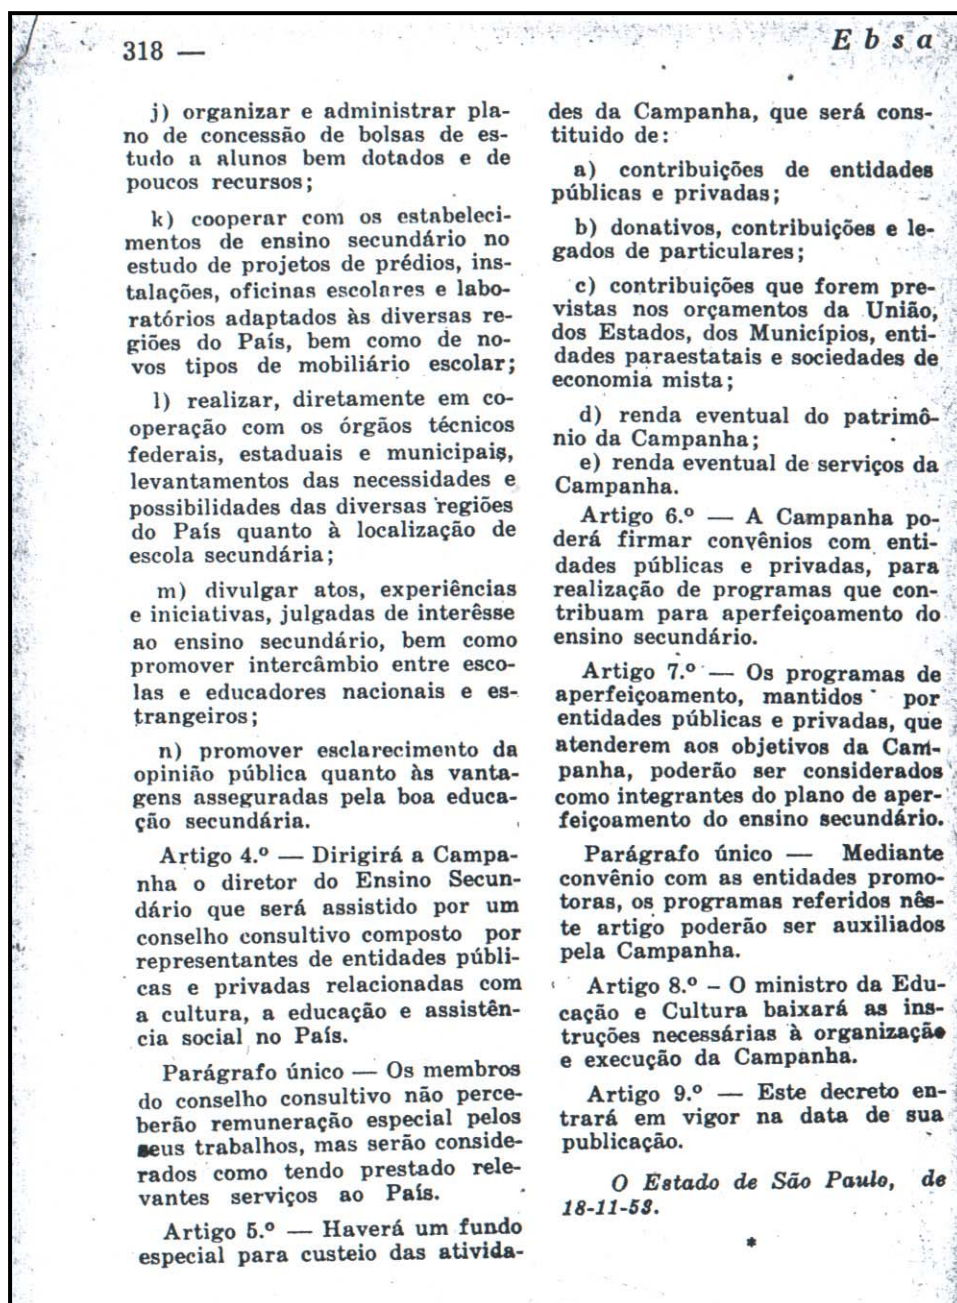 318 —
Ebsa
j) organizar e administrar pla-
no de concessão de bolsas de es-
tudo a alunos bem dotados e de
poucos recursos;
k) cooperar com os estabeleci-
mentos de ensino secundário no
estudo de projetos de prédios, ins-
talações, oficinas escolares e labo-
ratórios adaptados às diversas re-
giões do País, bem como de no-
vos tipos de mobiliário escolar;
l) realizar, diretamente em co-
operação com os órgãos técnicos
federais, estaduais e municipais,
levantamentos das necessidades e
possibilidades das diversas regiões
do País quanto à localização de
escola secundária;
m) divulgar atos, experiências
e iniciativas, julgadas de interêsse
ao ensino secundário, bem como
promover intercâmbio entre esco-
las e educadores nacionais e es-
trangeiros;
n) promover esclarecimento da
opinião pública quanto às vanta-
gens asseguradas pela boa educa-
ção secundária.
Artigo 4.º — Dirigirá a Campa-
nha o diretor do Ensino Secun-
dário que será assistido por um
conselho consultivo composto por
representantes de entidades públi-
cas e privadas relacionadas com
a cultura, a educação e assistên-
cia social no País.
Parágrafo único — Os membros
do conselho consultivo não perce-
berão remuneração especial pelos
seus trabalhos, mas serão conside-
rados como tendo prestado rele-
vantes serviços ao País.
Artigo 5.º — Haverá um fundo
especial para custeio das ativida-
des da Campanha, que será cons-
tituido de:
a) contribuições de entidades
públicas e privadas;
b) donativos, contribuições e le-
gados de particulares;
c) contribuições que forem pre-
vistas nos orçamentos da União,
dos Estados, dos Municípios, enti-
dades paraestatais e sociedades de
economia mista;
d) renda eventual do patrimô-
nio da Campanha;
e) renda eventual de serviços da
Campanha.
Artigo 6.º — A Campanha po-
derá firmar convênios com enti-
dades públicas e privadas, para
realização de programas que con-
tribuam para aperfeiçoamento do
ensino secundário.
Artigo 7.º — Os programas de
aperfeiçoamento, mantidos por
entidades públicas e privadas, que
atenderem aos objetivos da Cam-
panha, poderão ser considerados
como integrantes do plano de aper-
feiçoamento do ensino secundário.
Parágrafo único — Mediante
convênio com as entidades promo-
toras, os programas referidos nês-
te artigo poderão ser auxiliados
pela Campanha.
Artigo 8.º – O ministro da Edu-
cação e Cultura baixará as ins-
truções necessárias à organização
e execução da Campanha.
Artigo 9.º — Este decreto en-
trará em vigor na data de sua
publicação.
O Estado de São Paulo, de
18-11-53.
*